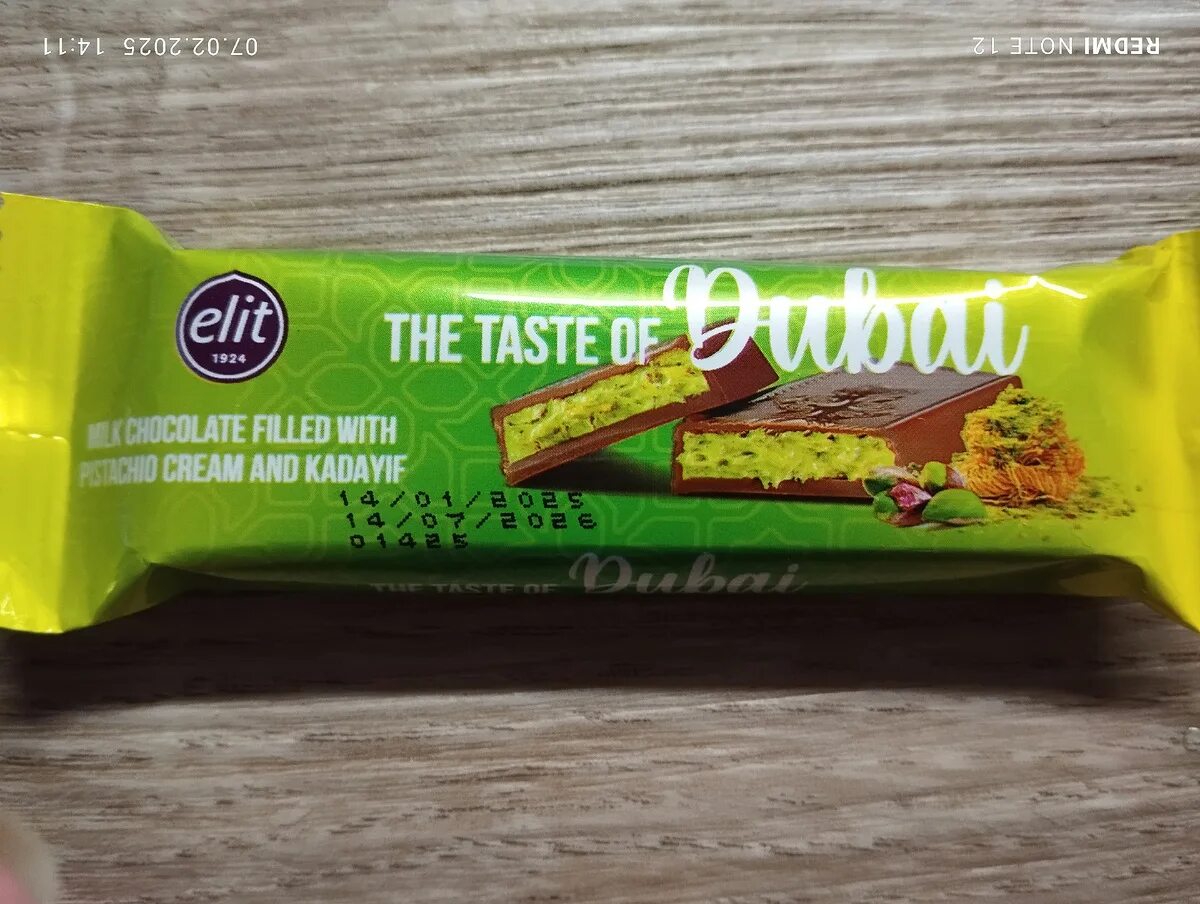 07.02.2025 14:11
REDMI NOTE 12
elit
1924
THE TASTE OF Dubai
MILK CHOCOLATE FILLED WITH
PISTACHIO CREAM AND KADAYIF
14/01/2025
14/07/2026
01425
THE TASTE OF Dubai